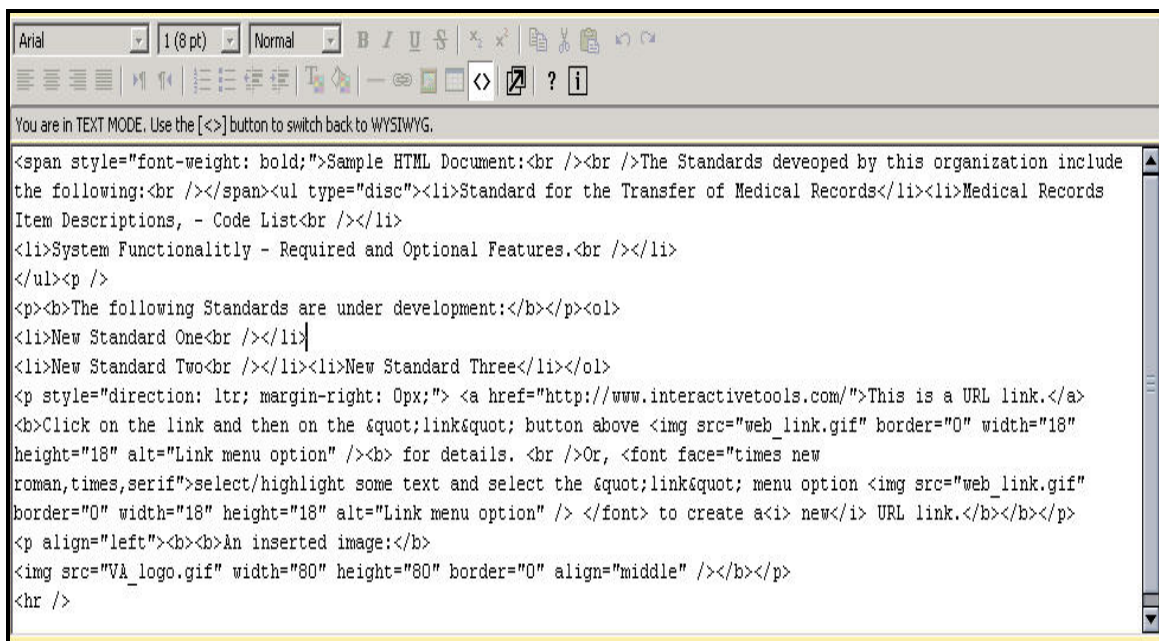 Arial 1 (8 pt) Normal B I U S x₂ x²
? i
You are in TEXT MODE. Use the [<>] button to switch back to WYSIWYG.
<span style="font-weight: bold;">Sample HTML Document:<br /><br />The Standards deveoped by this organization include
the following:<br /></span><ul type="disc"><li>Standard for the Transfer of Medical Records</li><li>Medical Records
Item Descriptions, - Code List<br /></li>
<li>System Functionalitly - Required and Optional Features.<br /></li>
</ul><p />
<p><b>The following Standards are under development:</b></p><ol>
<li>New Standard One<br /></li>
<li>New Standard Two<br /></li><li>New Standard Three</li></ol>
<p style="direction: ltr; margin-right: 0px;"> <a href="http://www.interactivetools.com/">This is a URL link.</a>
<b>Click on the link and then on the &quot;link&quot; button above <img src="web_link.gif" border="0" width="18"
height="18" alt="Link menu option" /><b> for details. <br />Or, <font face="times new
roman,times,serif">select/highlight some text and select the &quot;link&quot; menu option <img src="web_link.gif"
border="0" width="18" height="18" alt="Link menu option" /> </font> to create a<i> new</i> URL link.</b></b></p>
<p align="left"><b><b>An inserted image:</b>
<img src="VA_logo.gif" width="80" height="80" border="0" align="middle" /></b></p>
<hr />